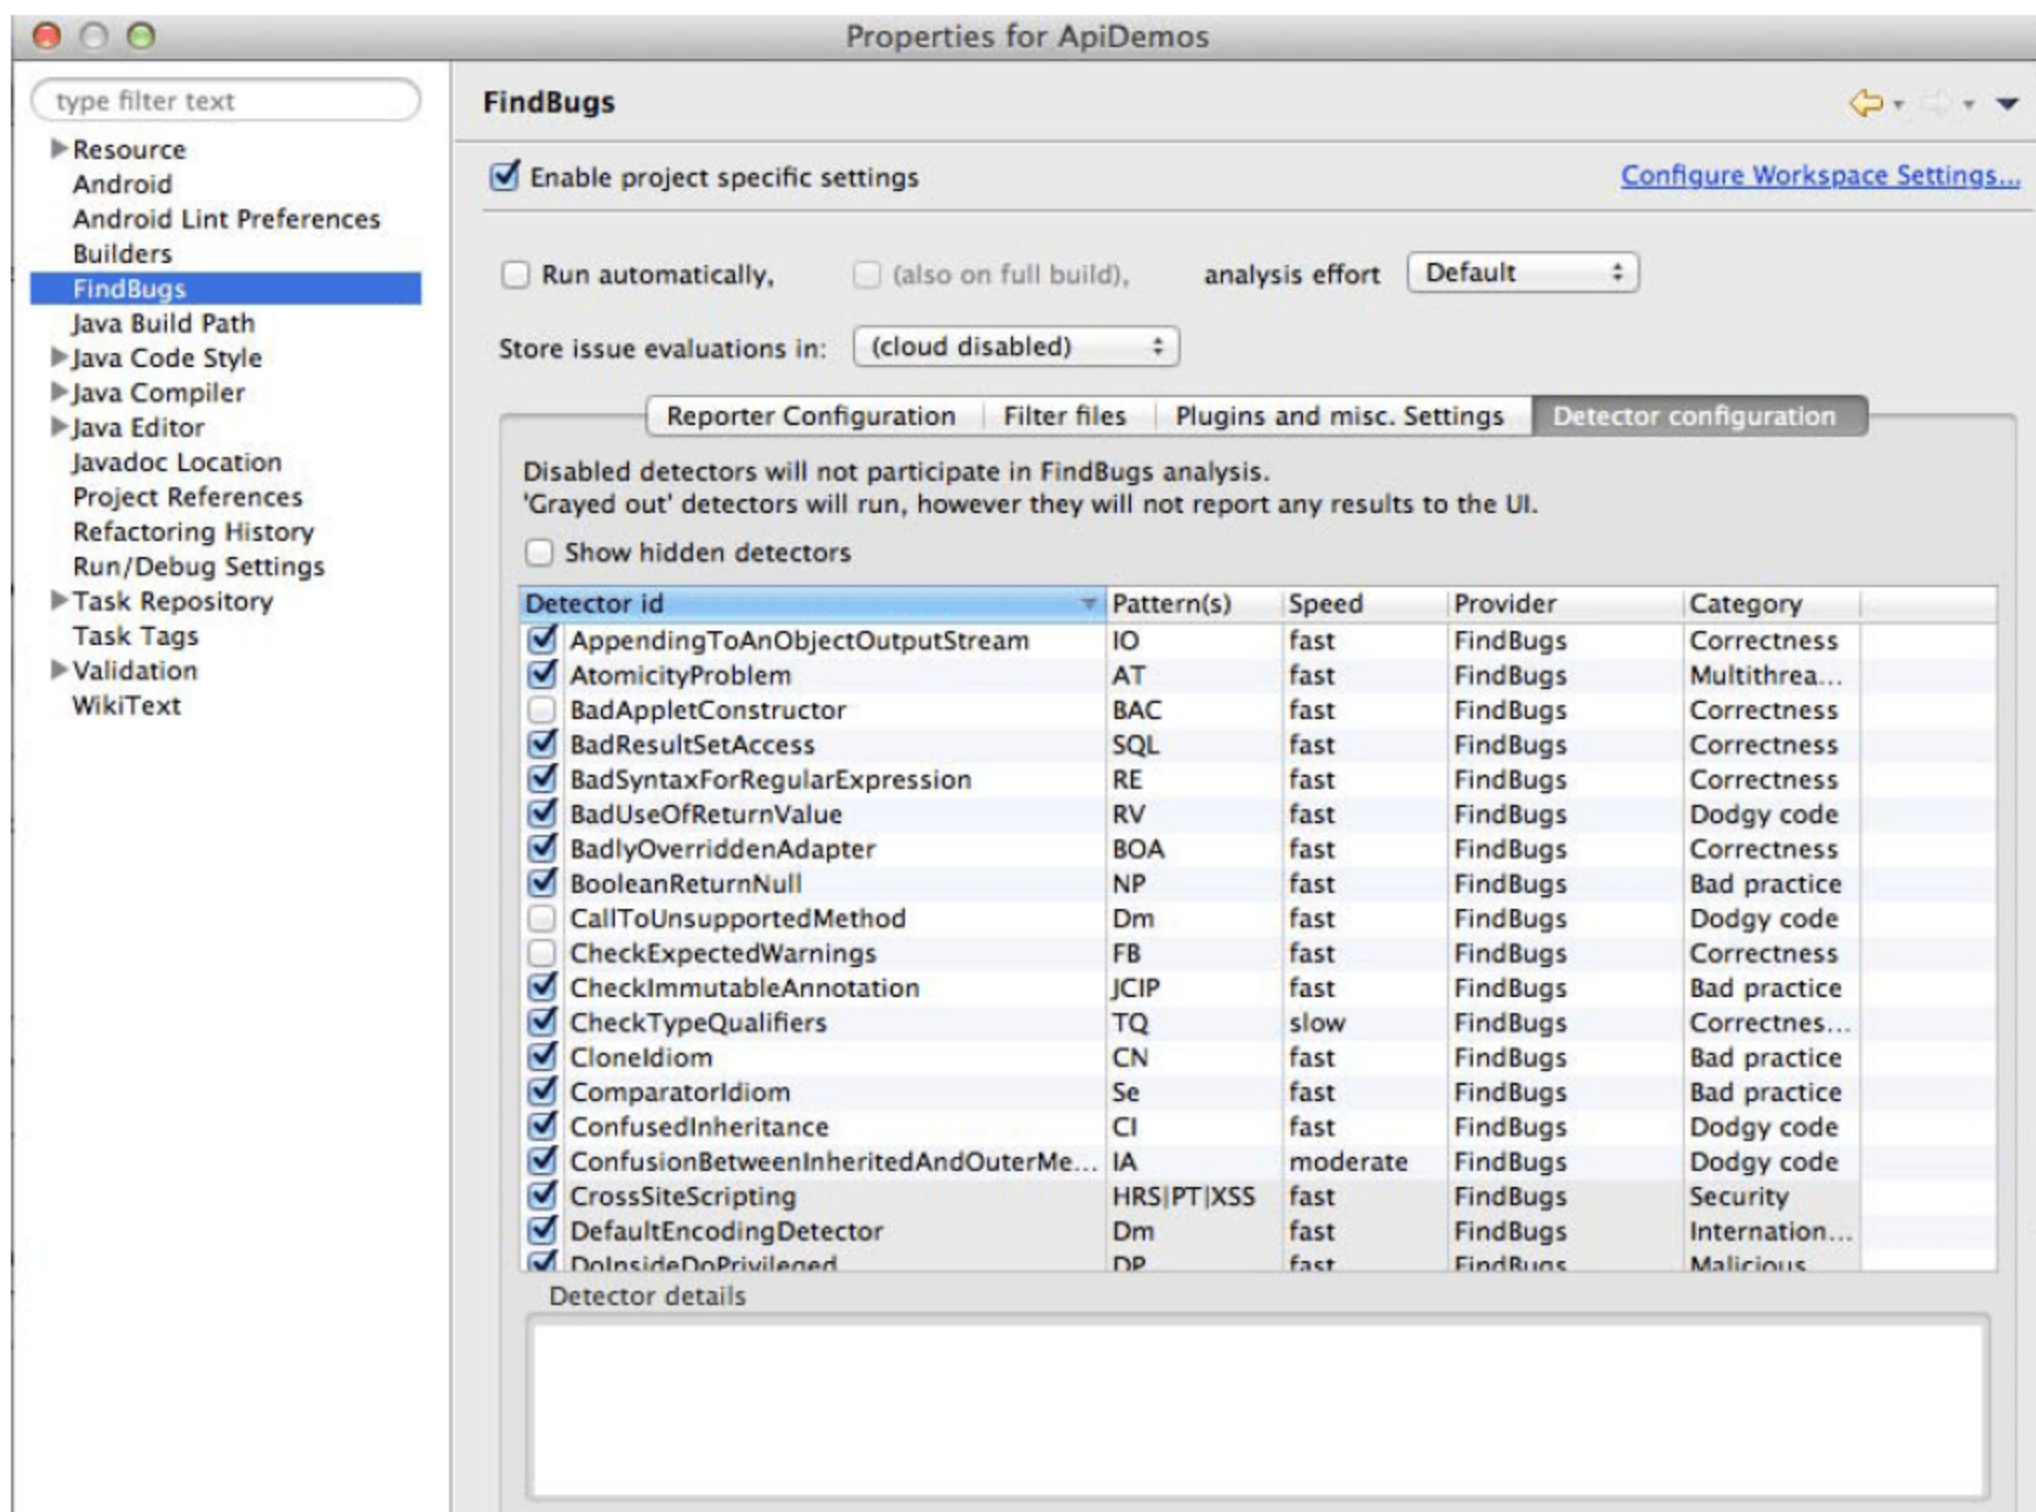 Properties for ApiDemos
type filter text
Resource
Android
Android Lint Preferences
Builders
FindBugs
Java Build Path
Java Code Style
Java Compiler
Java Editor
Javadoc Location
Project References
Refactoring History
Run/Debug Settings
Task Repository
Task Tags
Validation
WikiText
FindBugs
Enable project specific settings Configure Workspace Settings...
Run automatically, (also on full build), analysis effort Default
Store issue evaluations in: (cloud disabled)
Reporter Configuration Filter files Plugins and misc. Settings Detector configuration
Disabled detectors will not participate in FindBugs analysis.
'Grayed out' detectors will run, however they will not report any results to the UI.
Show hidden detectors
Detector id Pattern(s) Speed Provider Category
AppendingToAnObjectOutputStream IO fast FindBugs Correctness
AtomicityProblem AT fast FindBugs Multithrea...
BadAppletConstructor BAC fast FindBugs Correctness
BadResultSetAccess SQL fast FindBugs Correctness
BadSyntaxForRegularExpression RE fast FindBugs Correctness
BadUseOfReturnValue RV fast FindBugs Dodgy code
BadlyOverriddenAdapter BOA fast FindBugs Correctness
BooleanReturnNull NP fast FindBugs Bad practice
CallToUnsupportedMethod Dm fast FindBugs Dodgy code
CheckExpectedWarnings FB fast FindBugs Correctness
CheckImmutableAnnotation JCIP fast FindBugs Bad practice
CheckTypeQualifiers TQ slow FindBugs Correctnes...
CloneIdiom CN fast FindBugs Bad practice
ComparatorIdiom Se fast FindBugs Bad practice
ConfusedInheritance CI fast FindBugs Dodgy code
ConfusionBetweenInheritedAndOuterMe... IA moderate FindBugs Dodgy code
CrossSiteScripting HRS|PT|XSS fast FindBugs Security
DefaultEncodingDetector Dm fast FindBugs Internation...
DoInsideDoPrivileged DP fast FindBugs Malicious
Detector details